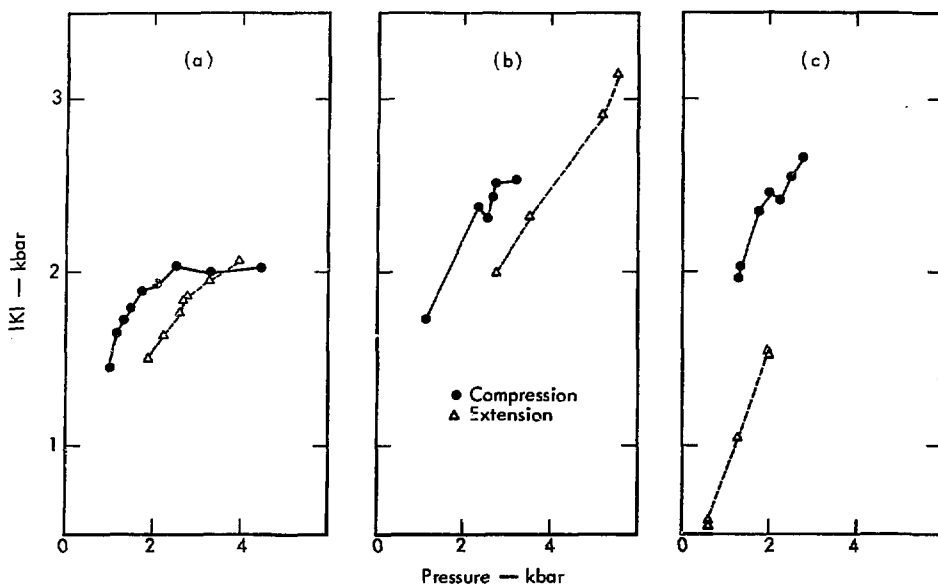 (a)
(b)
(c)
3
2
1
|K| — kbar
● Compression
△ Extension
0 2 4
0 2 4
0 2 4
Pressure — kbar